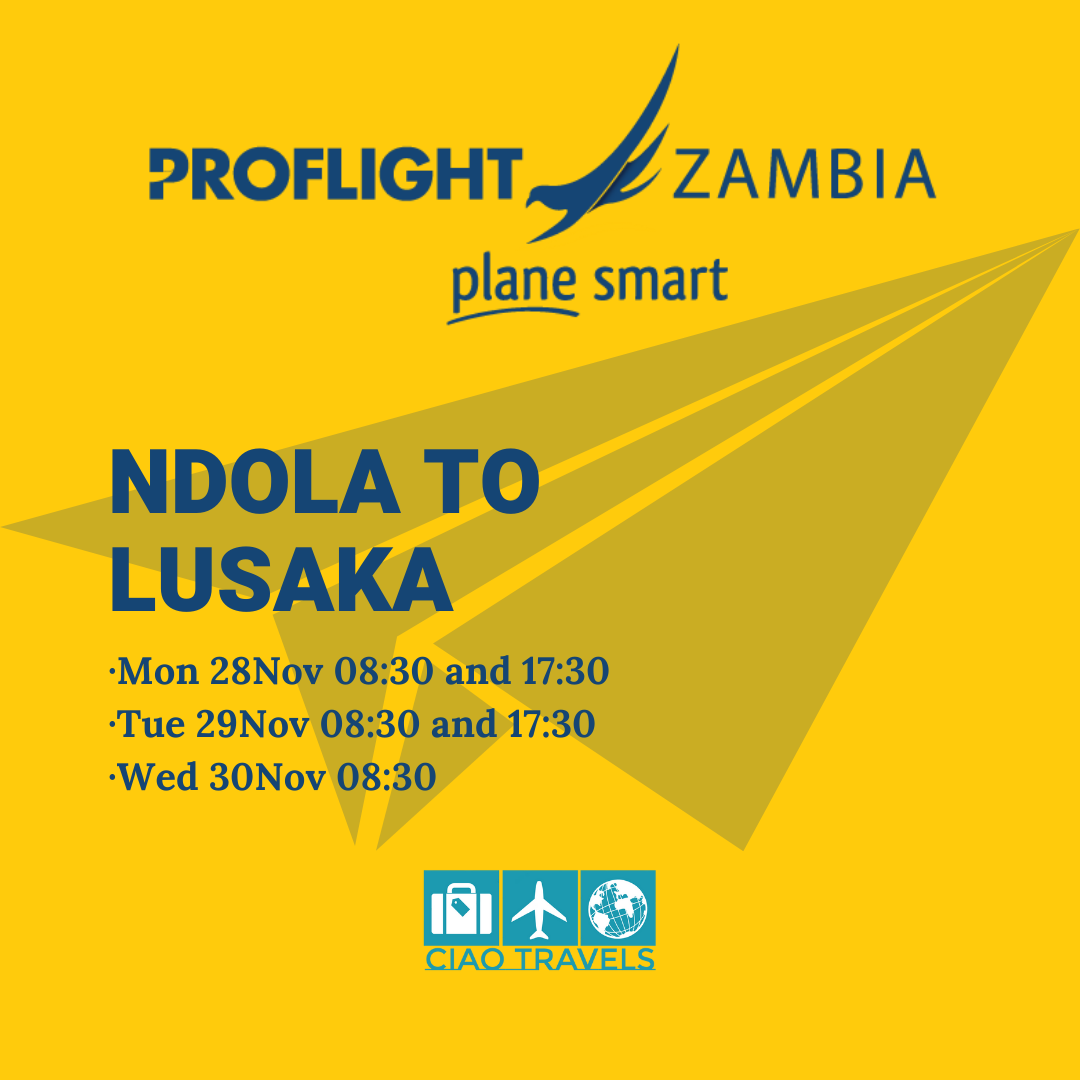 PROFLIGHT ZAMBIA
plane smart
NDOLA TO
LUSAKA
·Mon 28Nov 08:30 and 17:30
·Tue 29Nov 08:30 and 17:30
·Wed 30Nov 08:30
CIAO TRAVELS